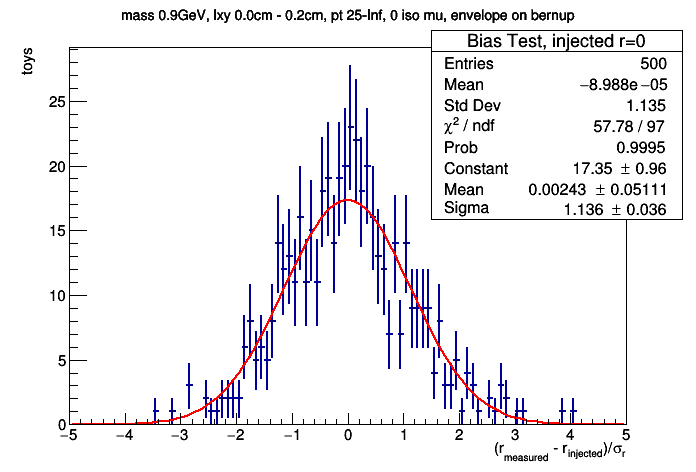 mass 0.9GeV, lxy 0.0cm - 0.2cm, pt 25-Inf, 0 iso mu, envelope on bernup
Bias Test, injected r=0
Entries 500
Mean −8.988e−05
Std Dev 1.135
χ² / ndf 57.78 / 97
Prob 0.9995
Constant 17.35 ± 0.96
Mean 0.00243 ± 0.05111
Sigma 1.136 ± 0.036
toys
25
20
15
10
5
0
−5 −4 −3 −2 −1 0 1 2 3 4 5
(r_measured - r_injected)/σ_r